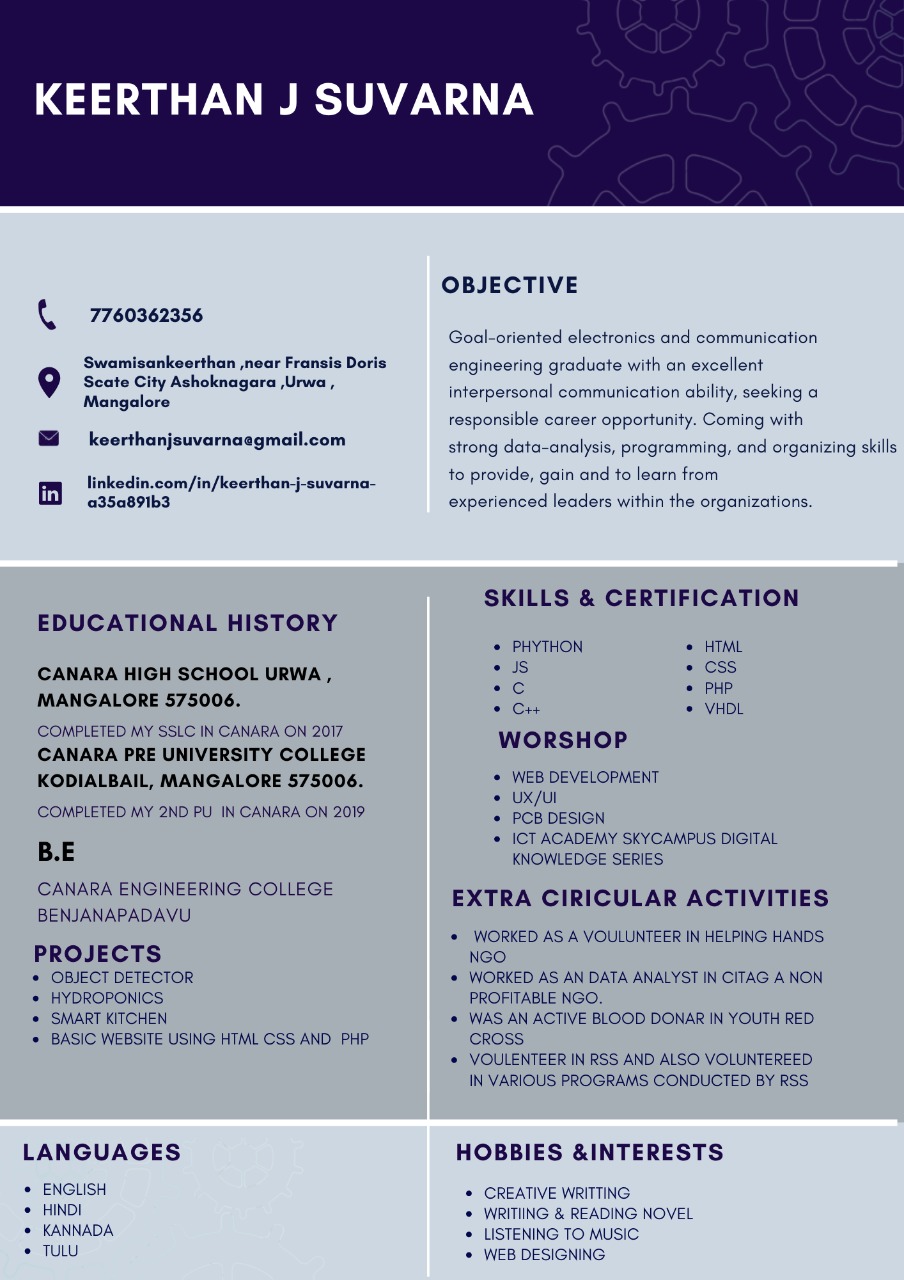 KEERTHAN J SUVARNA
7760362356
Swamisankeerthan ,near Fransis Doris
Scate City Ashoknagara ,Urwa ,
Mangalore
keerthanjsuvarna@gmail.com
linkedin.com/in/keerthan-j-suvarna-
a35a891b3
OBJECTIVE
Goal-oriented electronics and communication
engineering graduate with an excellent
interpersonal communication ability, seeking a
responsible career opportunity. Coming with
strong data-analysis, programming, and organizing skills
to provide, gain and to learn from
experienced leaders within the organizations.
EDUCATIONAL HISTORY
CANARA HIGH SCHOOL URWA ,
MANGALORE 575006.
COMPLETED MY SSLC IN CANARA ON 2017
CANARA PRE UNIVERSITY COLLEGE
KODIALBAIL, MANGALORE 575006.
COMPLETED MY 2ND PU IN CANARA ON 2019
B.E
CANARA ENGINEERING COLLEGE
BENJANAPADAVU
PROJECTS
• OBJECT DETECTOR
• HYDROPONICS
• SMART KITCHEN
• BASIC WEBSITE USING HTML CSS AND PHP
SKILLS & CERTIFICATION
• PHYTHON
• JS
• C
• C++
• HTML
• CSS
• PHP
• VHDL
WORSHOP
• WEB DEVELOPMENT
• UX/UI
• PCB DESIGN
• ICT ACADEMY SKYCAMPUS DIGITAL
KNOWLEDGE SERIES
EXTRA CIRICULAR ACTIVITIES
• WORKED AS A VOULUNTEER IN HELPING HANDS
NGO
• WORKED AS AN DATA ANALYST IN CITAG A NON
PROFITABLE NGO.
• WAS AN ACTIVE BLOOD DONAR IN YOUTH RED
CROSS
• VOULENTEER IN RSS AND ALSO VOLUNTEREED
IN VARIOUS PROGRAMS CONDUCTED BY RSS
LANGUAGES
• ENGLISH
• HINDI
• KANNADA
• TULU
HOBBIES &INTERESTS
• CREATIVE WRITTING
• WRITIING & READING NOVEL
• LISTENING TO MUSIC
• WEB DESIGNING